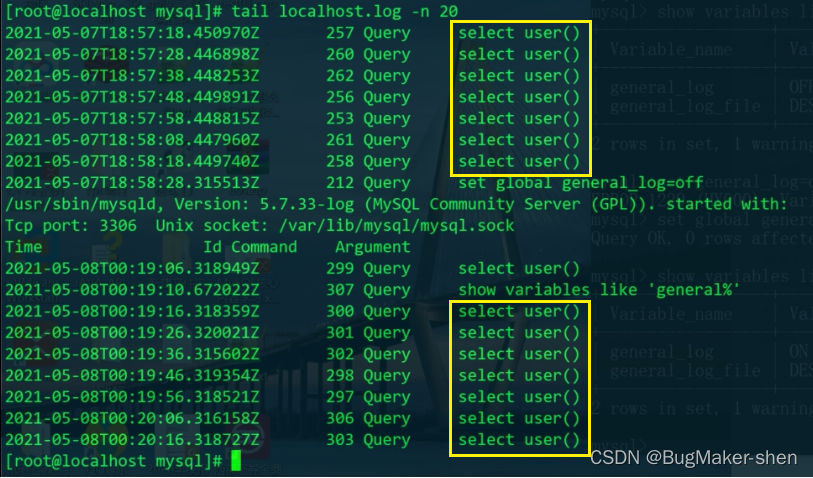 [root@localhost mysql]# tail localhost.log -n 20
2021-05-07T18:57:18.450970Z 257 Query select user()
2021-05-07T18:57:28.446898Z 260 Query select user()
2021-05-07T18:57:38.448253Z 262 Query select user()
2021-05-07T18:57:48.449891Z 256 Query select user()
2021-05-07T18:57:58.448815Z 253 Query select user()
2021-05-07T18:58:08.447960Z 261 Query select user()
2021-05-07T18:58:18.449740Z 258 Query select user()
2021-05-07T18:58:28.315513Z 212 Query set global general_log=off
/usr/sbin/mysqld, Version: 5.7.33-log (MySQL Community Server (GPL)). started with:
Tcp port: 3306 Unix socket: /var/lib/mysql/mysql.sock
Time Id Command Argument
2021-05-08T00:19:06.318949Z 299 Query select user()
2021-05-08T00:19:10.672022Z 307 Query show variables like 'general%'
2021-05-08T00:19:16.318359Z 300 Query select user()
2021-05-08T00:19:26.320021Z 301 Query select user()
2021-05-08T00:19:36.315602Z 302 Query select user()
2021-05-08T00:19:46.319354Z 298 Query select user()
2021-05-08T00:19:56.318521Z 297 Query select user()
2021-05-08T00:20:06.316158Z 306 Query select user()
2021-05-08T00:20:16.318727Z 303 Query select user()
[root@localhost mysql]#
mysql> show variables li
Variable_name Va
general_log OFF
general_log_file DES
2 rows in set, 1 warning
mysql> set global general
Query OK, 0 rows affecte
mysql> show variables li
Variable_name Va
general_log ON
general_log_file DES
2 rows in set, 1 warning
mysql>
CSDN @BugMaker-shen